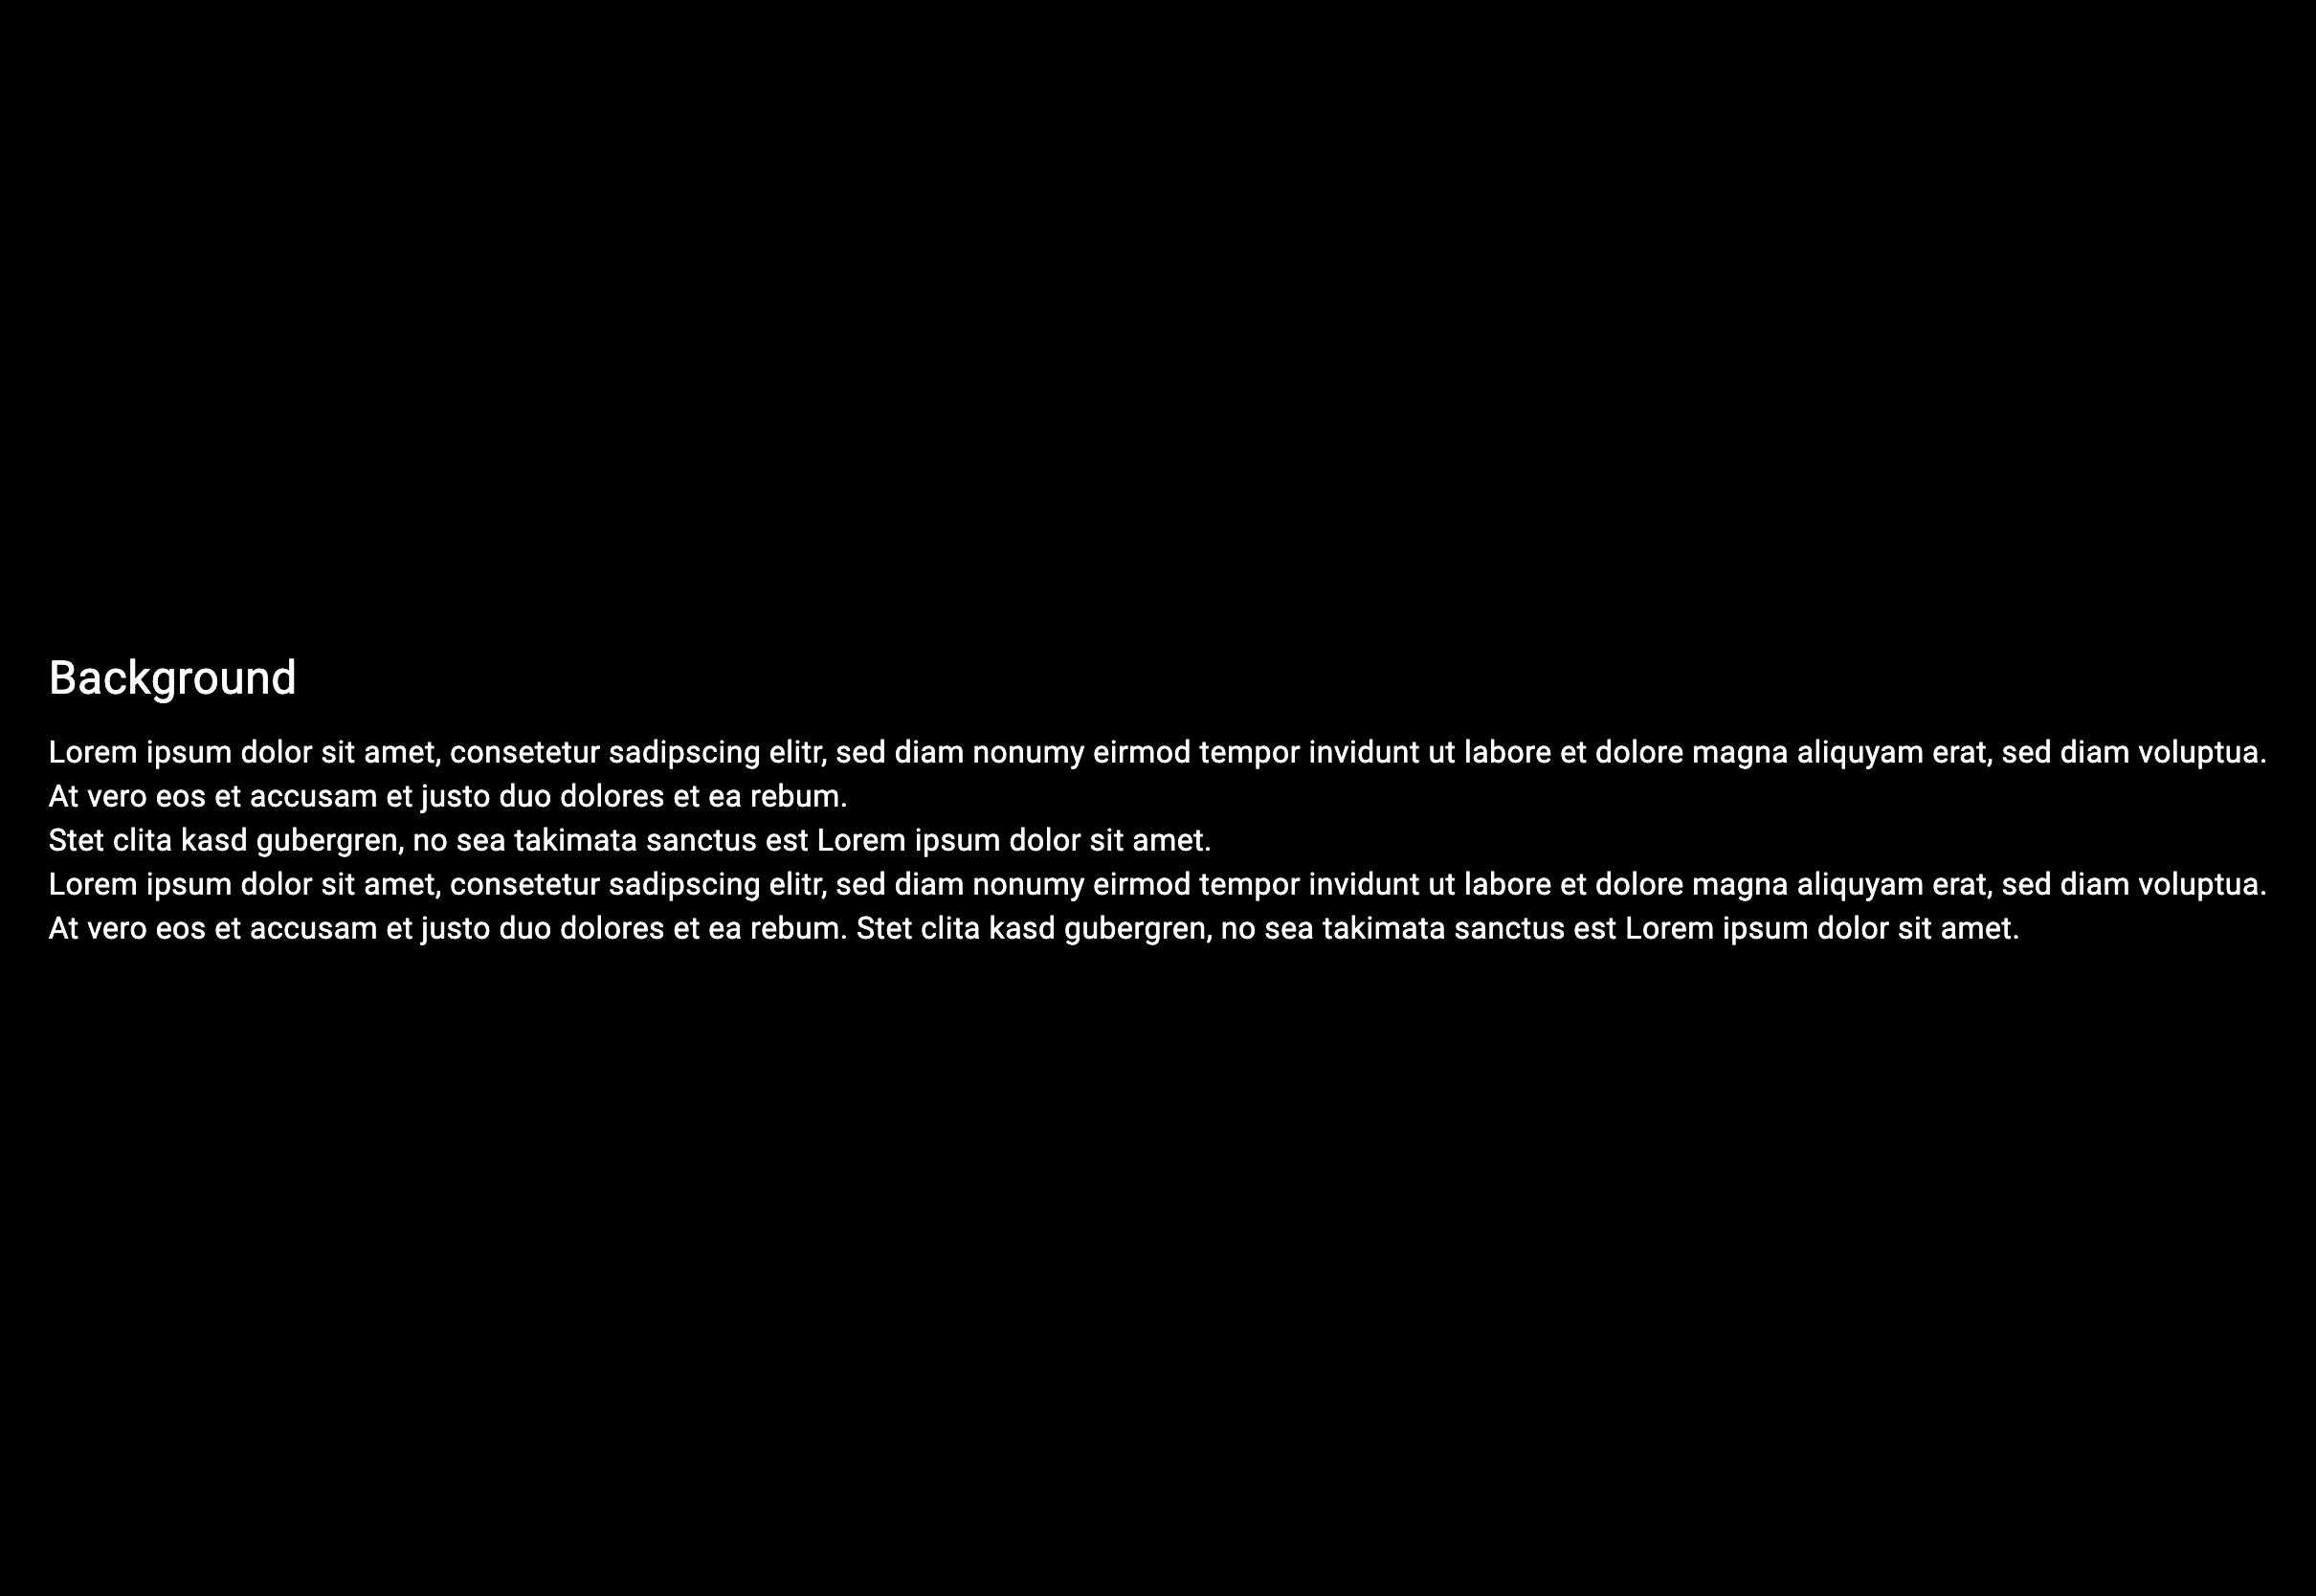 Background
Lorem ipsum dolor sit amet, consetetur sadipscing elitr, sed diam nonumy eirmod tempor invidunt ut labore et dolore magna aliquyam erat, sed diam voluptua.
At vero eos et accusam et justo duo dolores et ea rebum.
Stet clita kasd gubergren, no sea takimata sanctus est Lorem ipsum dolor sit amet.
Lorem ipsum dolor sit amet, consetetur sadipscing elitr, sed diam nonumy eirmod tempor invidunt ut labore et dolore magna aliquyam erat, sed diam voluptua.
At vero eos et accusam et justo duo dolores et ea rebum. Stet clita kasd gubergren, no sea takimata sanctus est Lorem ipsum dolor sit amet.